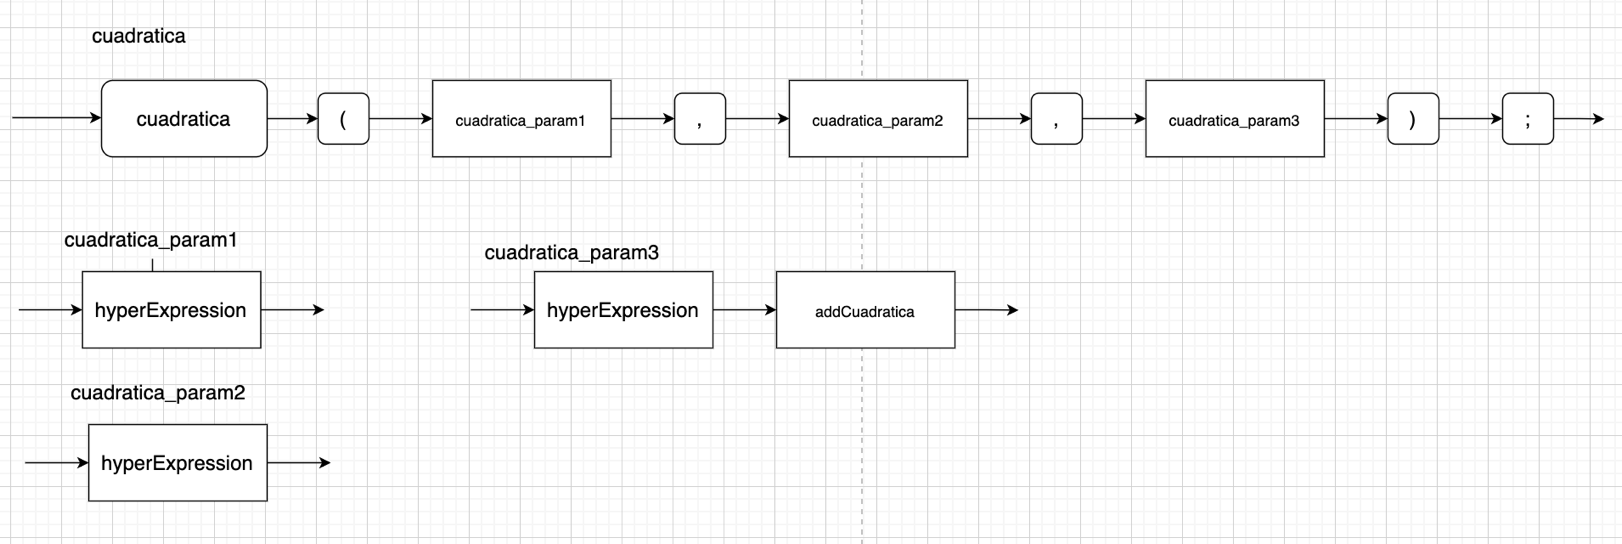 cuadratica
cuadratica ( cuadratica_param1 , cuadratica_param2 , cuadratica_param3 ) ;
cuadratica_param1
hyperExpression
cuadratica_param3
hyperExpression addCuadratica
cuadratica_param2
hyperExpression